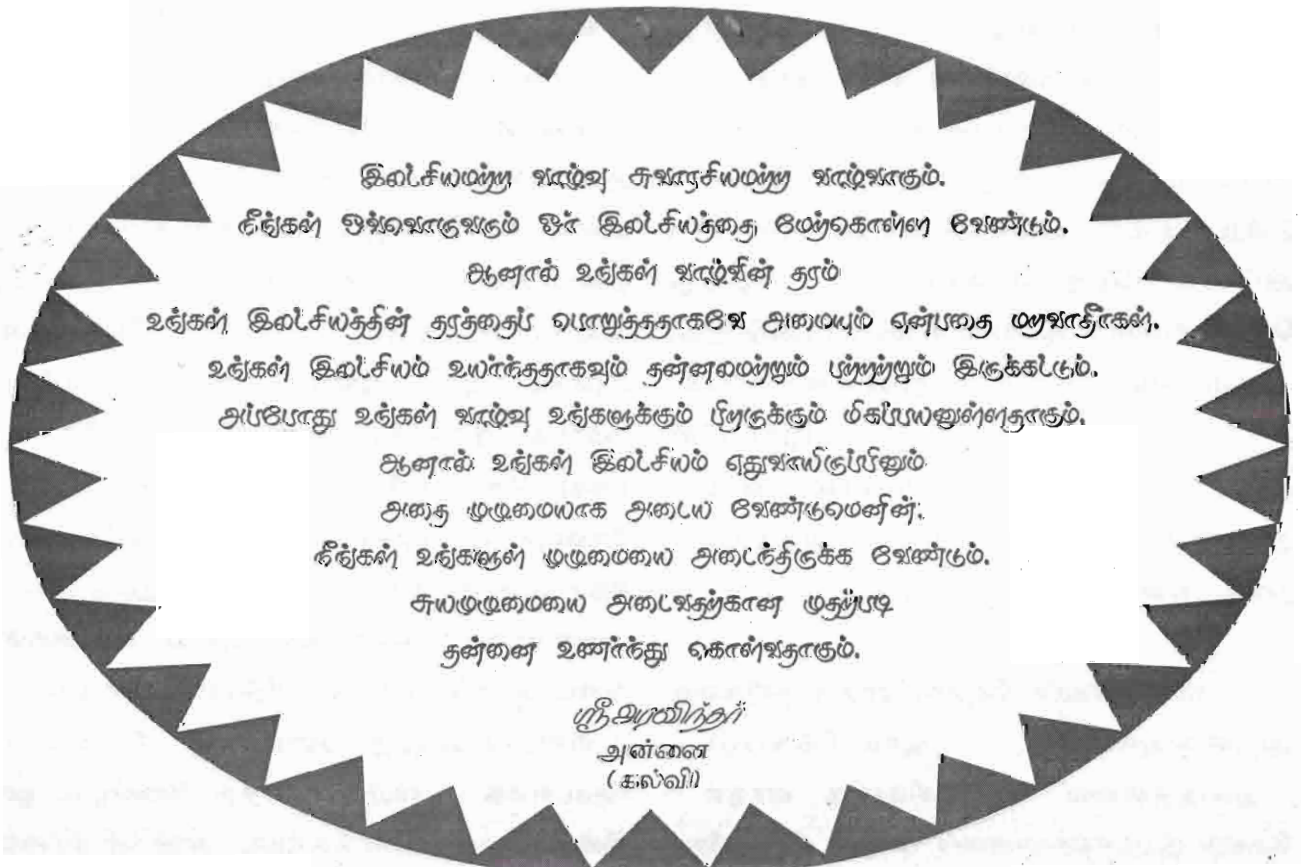 இலட்சியமற்ற வாழ்வு சுவாரசியமற்ற வாழ்வாகும்.
நீங்கள் ஒவ்வொருவரும் ஓர் இலட்சியத்தை மேற்கொள்ள வேண்டும்.
ஆனால் உங்கள் வாழ்வின் தரம்
உங்கள் இலட்சியத்தின் தரத்தைப் பொறுத்ததாகவே அமையும் என்பதை மறவாதீர்கள்.
உங்கள் இலட்சியம் உயர்ந்ததாகவும் தன்னலமற்றும் பரந்தும் இருக்கட்டும்.
அப்போது உங்கள் வாழ்வு உங்களுக்கும் பிறருக்கும் மிகப்பயனுள்ளதாகும்.
ஆனால் உங்கள் இலட்சியம் எதுவாயிருப்பினும்
அதை முழுமையாக அடைய வேண்டுமெனின்,
நீங்கள் உங்களுள் முழுமையை அடைந்திருக்க வேண்டும்.
சுயமுழுமையை அடைவதற்கான முதற்படி
தன்னை உணர்ந்து கொள்வதாகும்.
ஸ்ரீ அரவிந்தர்
அன்னை
(கல்வி)